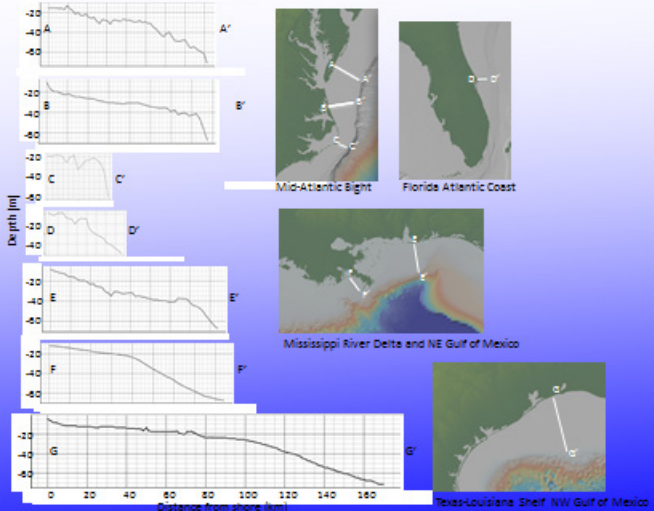 -20
-40
-60
A
A'
-20
-40
-60
B
B'
-20
-40
-60
C
C'
-20
-40
D
D'
-20
-40
-60
E
E'
-20
-40
-60
F
F'
-20
-40
-60
G
G'
0 20 40 60 80 100 120 140 160
Distance from shore (km)
Depth [m]
A
A'
B
B'
C
C'
Mid-Atlantic Bight
D D'
Florida Atlantic Coast
E
E'
F
F'
Mississippi River Delta and NE Gulf of Mexico
G
G'
Texas-Louisiana Shelf NW Gulf of Mexico